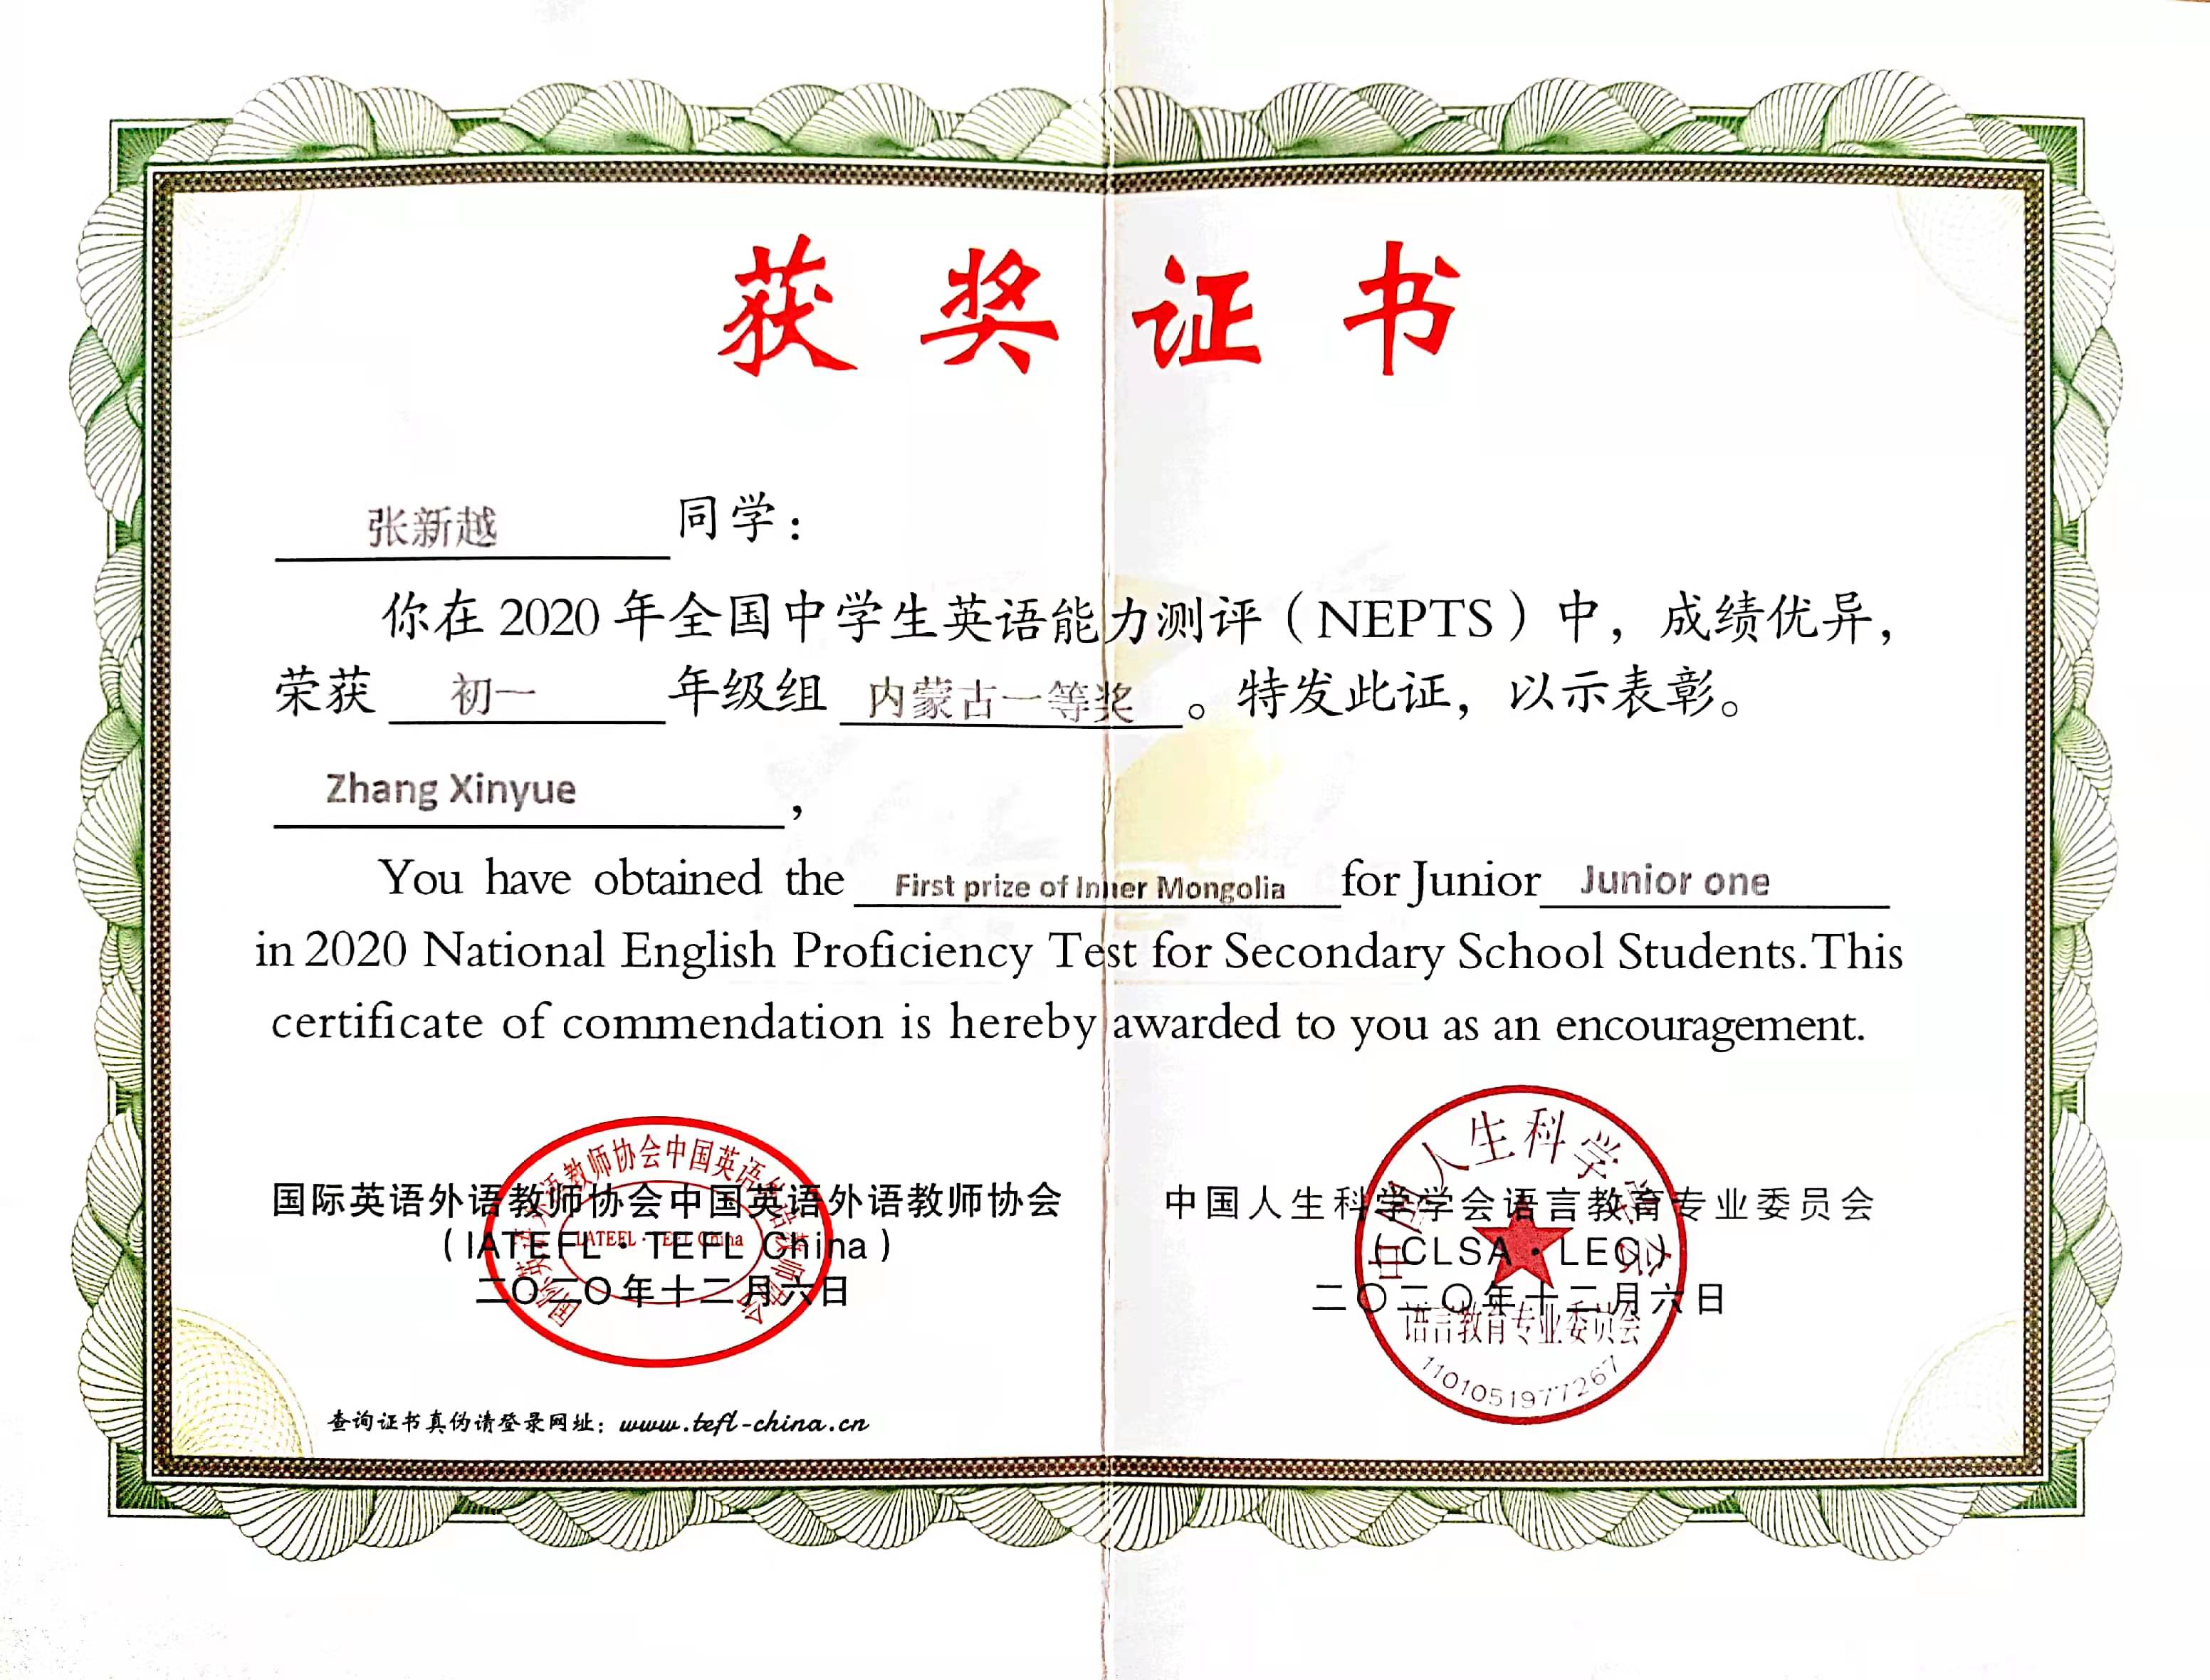 获奖证书
张新越 同学：
你在 2020 年全国中学生英语能力测评（NEPTS）中，成绩优异，
荣获 初一 年级组 内蒙古一等奖 。特发此证，以示表彰。
Zhang Xinyue ,
You have obtained the First prize of Inner Mongolia for Junior Junior one
in 2020 National English Proficiency Test for Secondary School Students.This
certificate of commendation is hereby awarded to you as an encouragement.
国际英语外语教师协会中国英语外语教师协会
（IATEFL·TEFL China）
二〇二〇年十二月六日
国际英语外语教师协会中国英语外语教师协会
IATEFL·TEFL China
中国人生科学学会语言教育专业委员会
（CLSA·LEC）
二〇二〇年十二月六日
中国人生科学学会
语言教育专业委员会
1101051977267
查询证书真伪请登录网址：www.tefl-china.cn